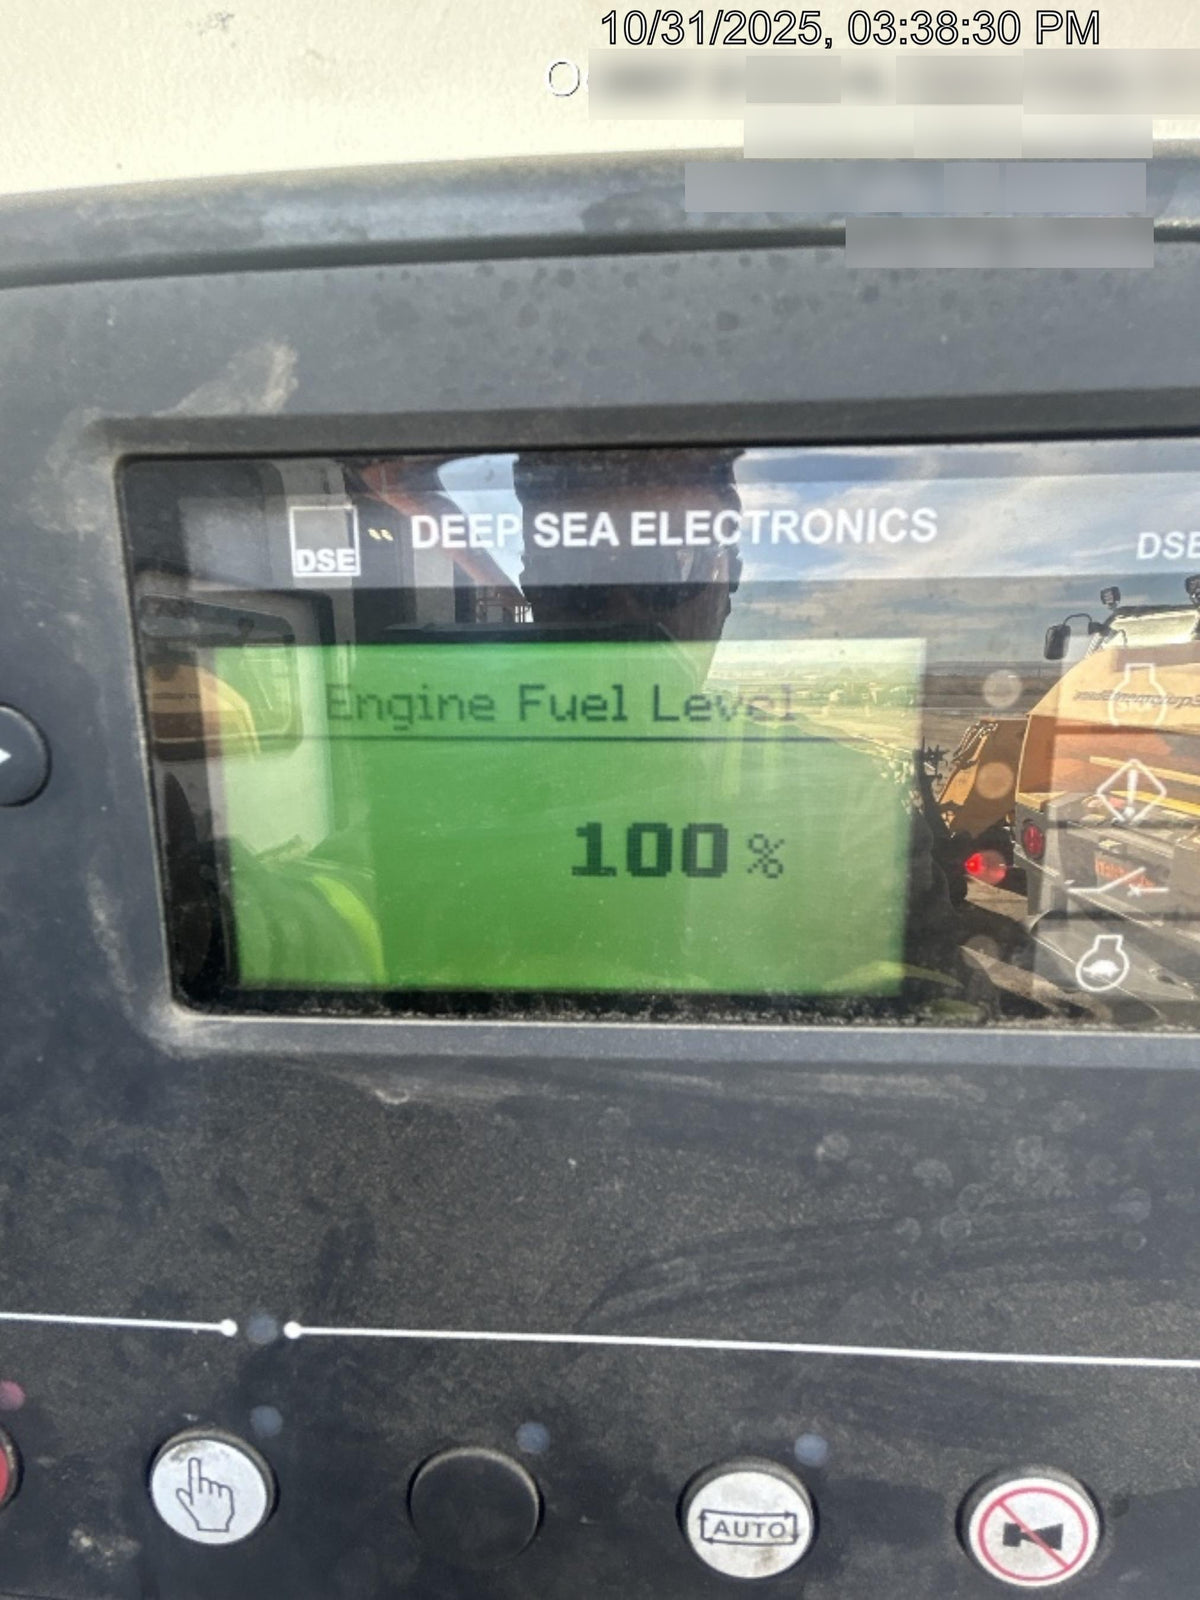 10/31/2025, 03:38:30 PM
DSE DEEP SEA ELECTRONICS DSE
Engine Fuel Level
100 %
AUTO